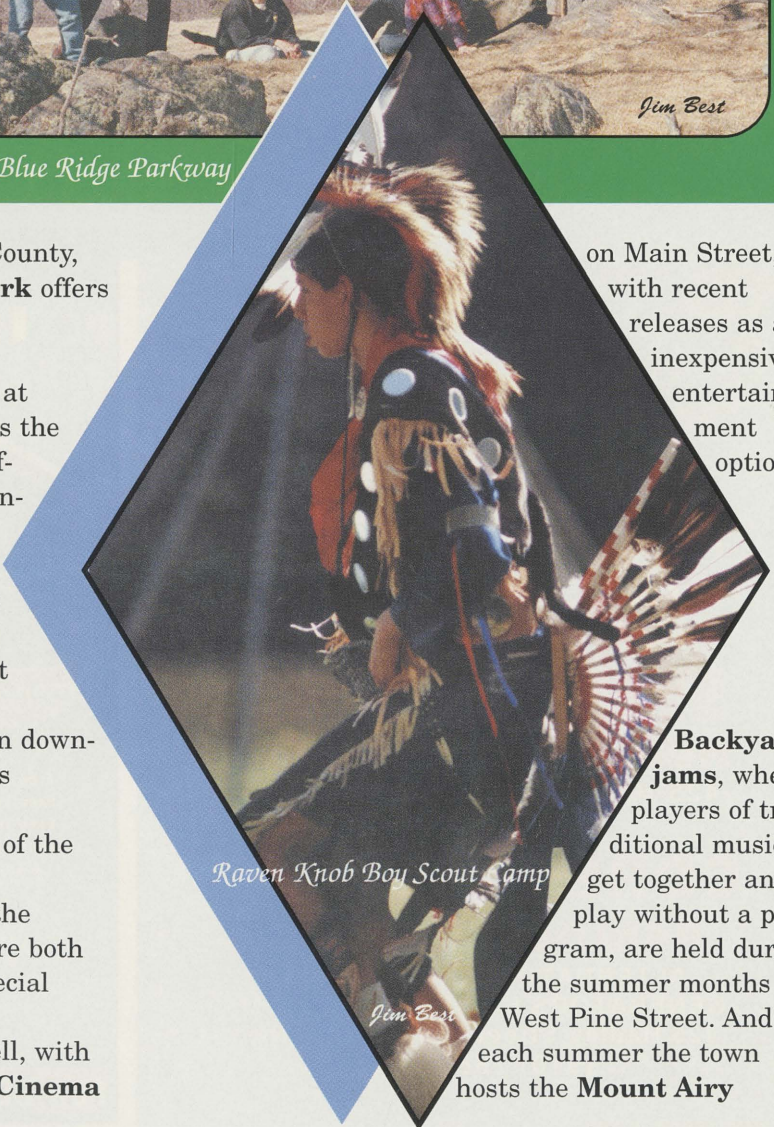 Jim Best
Blue Ridge Parkway
County,
rk offers
at
s the
f-
n-
t
n down-
s
of the
he
re both
ecial
ell, with
Cinema
on Main Street
with recent
releases as a
inexpensiv
entertain
ment
optio
Raven Knob Boy Scout Camp
Jim Best
Backya
jams, whe
players of tr
ditional music
get together an
play without a p
gram, are held dur
the summer months
West Pine Street. And
each summer the town
hosts the Mount Airy